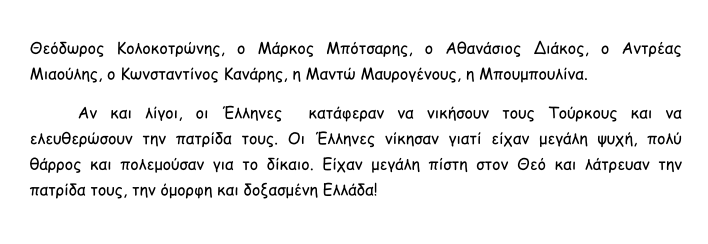 Θεόδωρος Κολοκοτρώνης, ο Μάρκος Μπότσαρης, ο Αθανάσιος Διάκος, ο Αντρέας
Μιαούλης, ο Κωνσταντίνος Κανάρης, η Μαντώ Μαυρογένους, η Μπουμπουλίνα.
Αν και λίγοι, οι Έλληνες κατάφεραν να νικήσουν τους Τούρκους και να
ελευθερώσουν την πατρίδα τους. Οι Έλληνες νίκησαν γιατί είχαν μεγάλη ψυχή, πολύ
θάρρος και πολεμούσαν για το δίκαιο. Είχαν μεγάλη πίστη στον Θεό και λάτρευαν την
πατρίδα τους, την όμορφη και δοξασμένη Ελλάδα!